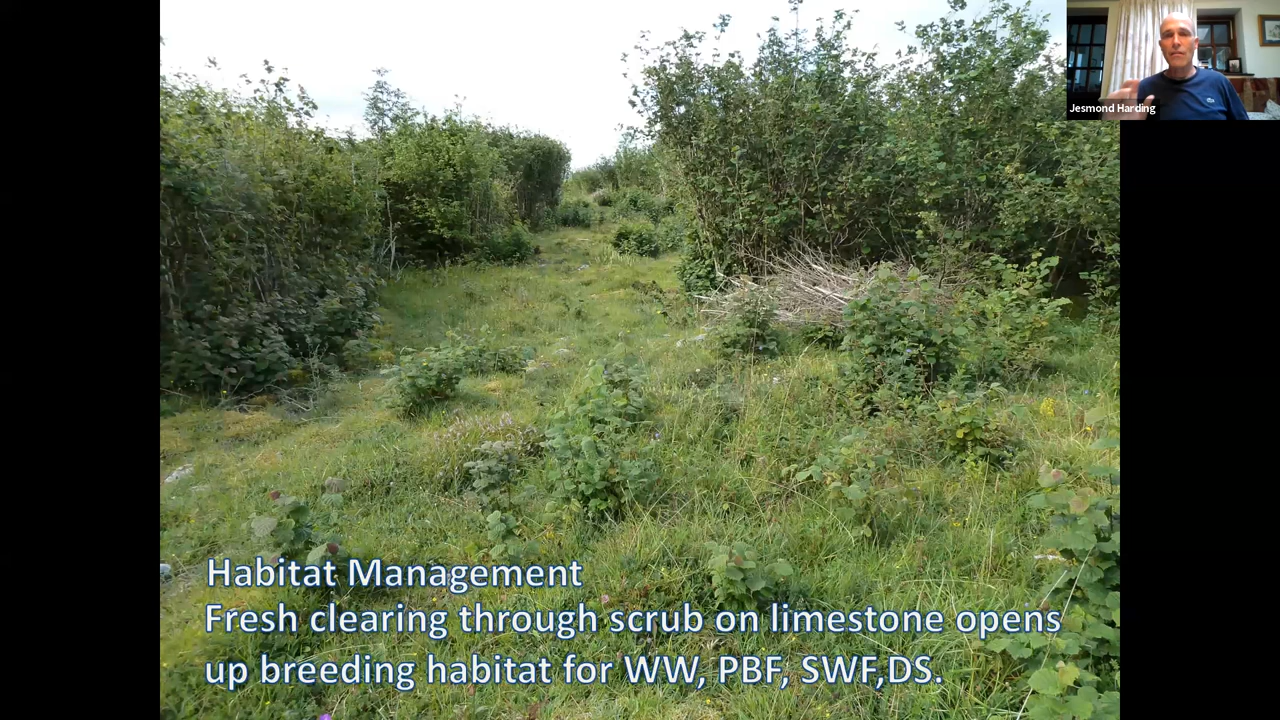 Jesmond Harding
Habitat Management
Fresh clearing through scrub on limestone opens
up breeding habitat for WW, PBF, SWF,DS.